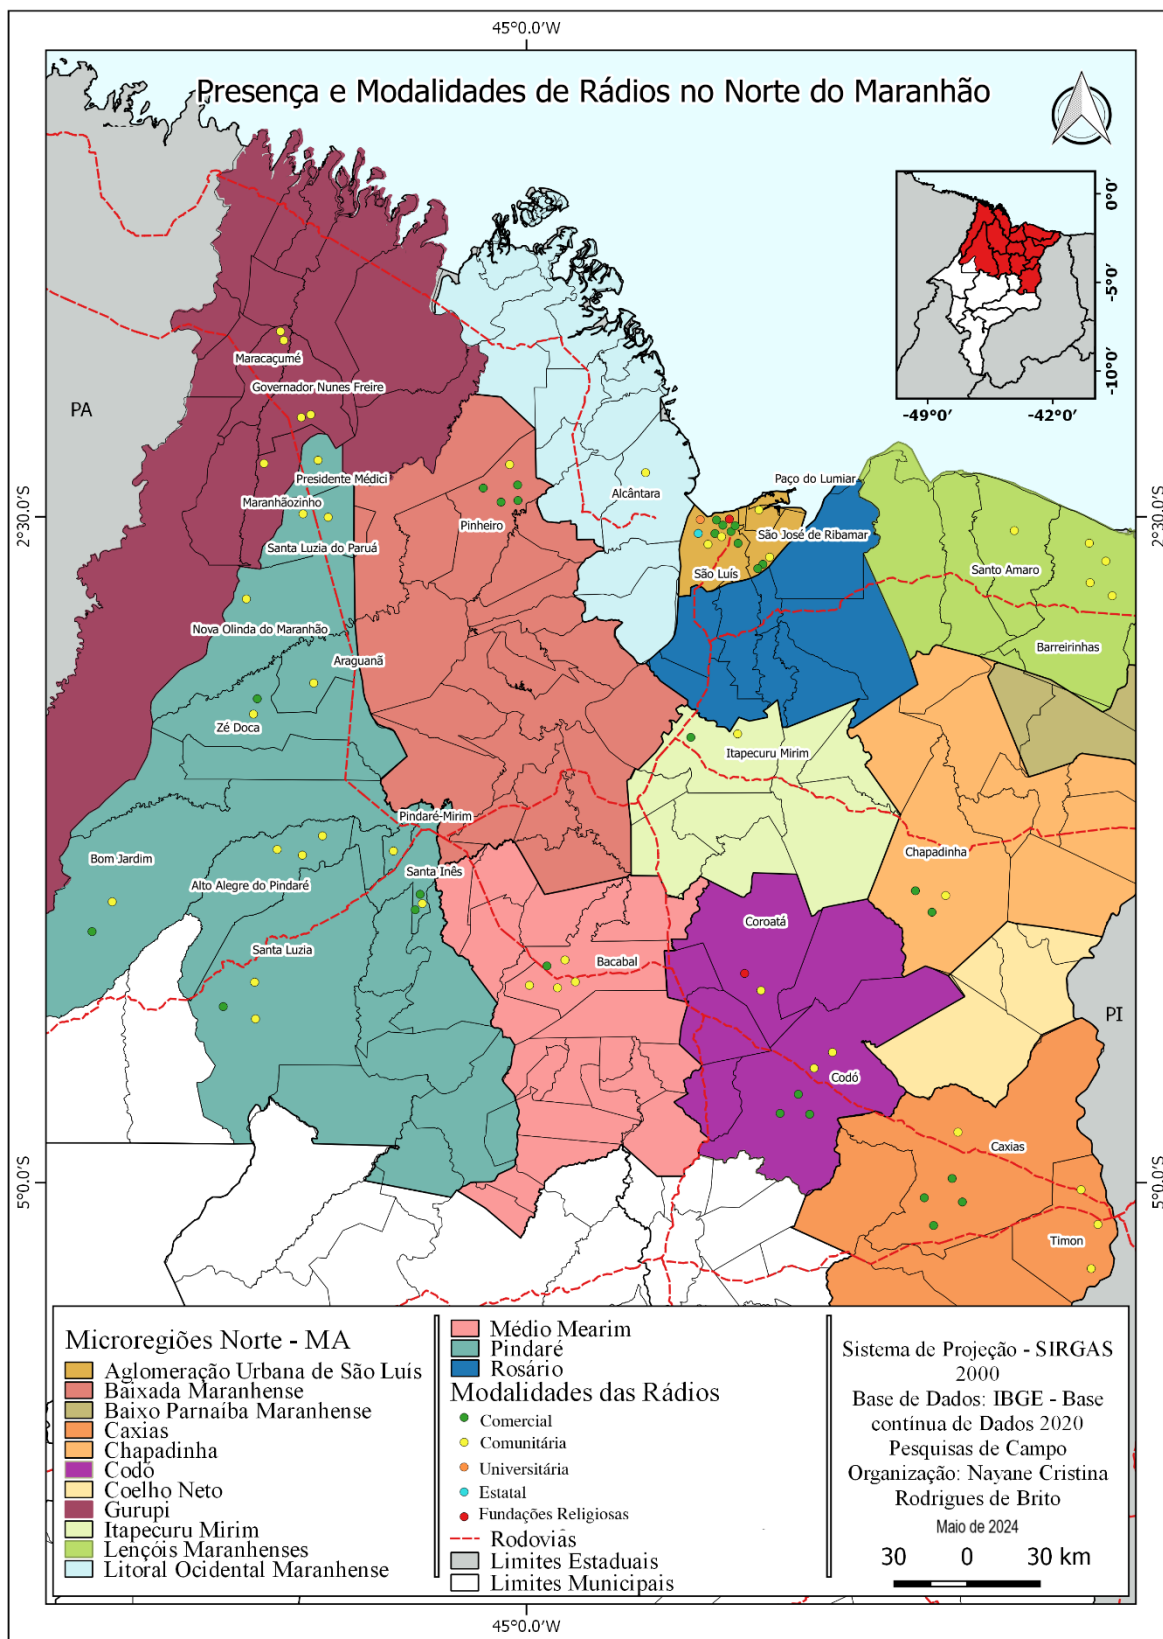 45°0.0'W
Presença e Modalidades de Rádios no Norte do Maranhão
0°0'
-5°0'
-10°0'
-49°0'
-42°0'
Maracaçumé
Governador Nunes Freire
PA
Presidente Médici
Maranhãozinho
Santa Luzia do Paruá
Pinheiro
Alcântara
Paço do Lumiar
São José de Ribamar
São Luís
Santo Amaro
Barreirinhas
2°30.0'S
2°30.0'S
Nova Olinda do Maranhão
Araguanã
Zé Doca
Itapecuru Mirim
Pindaré-Mirim
Chapadinha
Bom Jardim
Alto Alegre do Pindaré
Santa Inês
Santa Luzia
Bacabal
Coroatá
PI
Codó
Caxias
Timon
5°0.0'S
5°0.0'S
Microregiões Norte - MA
Aglomeração Urbana de São Luís
Baixada Maranhense
Baixo Parnaíba Maranhense
Caxias
Chapadinha
Codó
Coelho Neto
Gurupi
Itapecuru Mirim
Lençóis Maranhenses
Litoral Ocidental Maranhense
Médio Mearim
Pindaré
Rosário
Modalidades das Rádios
Comercial
Comunitária
Universitária
Estatal
Fundações Religiosas
Rodovias
Limites Estaduais
Limites Municipais
Sistema de Projeção - SIRGAS
2000
Base de Dados: IBGE - Base
contínua de Dados 2020
Pesquisas de Campo
Organização: Nayane Cristina
Rodrigues de Brito
Maio de 2024
30 0 30 km
45°0.0'W